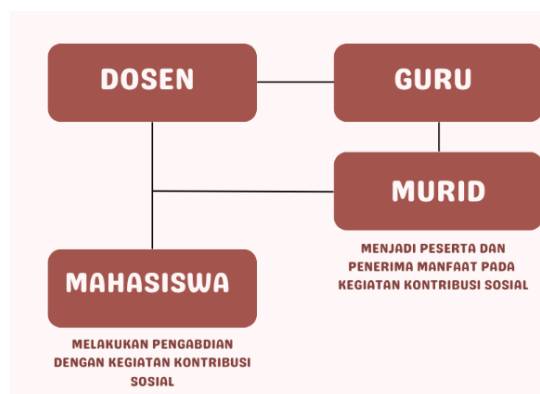 DOSEN
GURU
MURID
MENJADI PESERTA DAN
PENERIMA MANFAAT PADA
KEGIATAN KONTRIBUSI SOSIAL
MAHASISWA
MELAKUKAN PENGABDIAN
DENGAN KEGIATAN KONTRIBUSI
SOSIAL